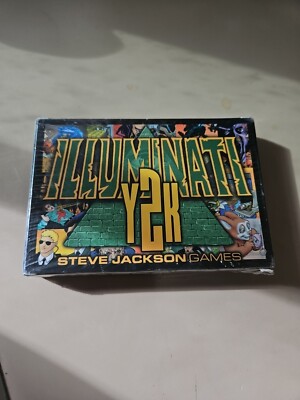 ILLUMINATI
Y2K
STEVE JACKSON GAMES